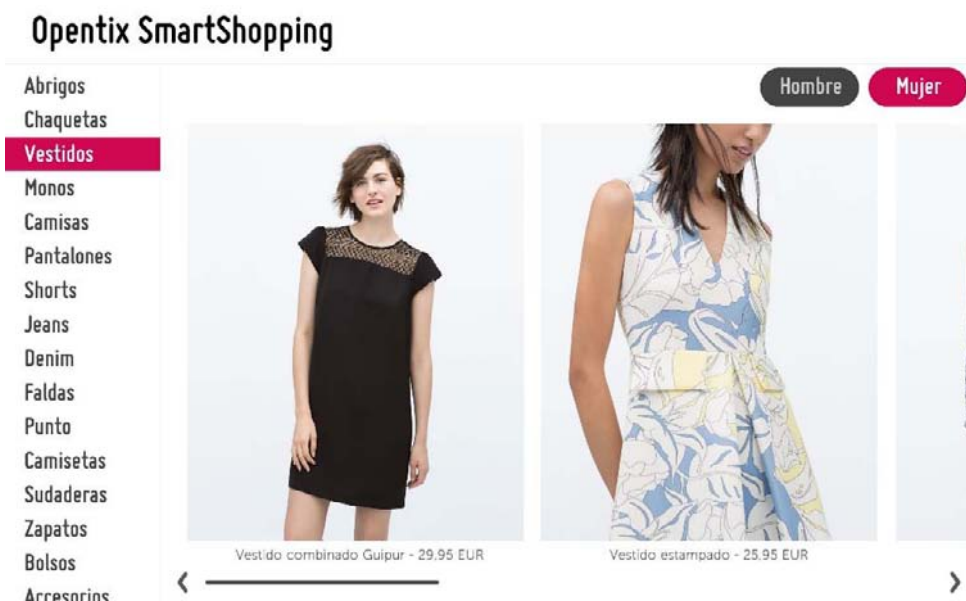 Opentix SmartShopping
Hombre
Mujer
Abrigos
Chaquetas
Vestidos
Monos
Camisas
Pantalones
Shorts
Jeans
Denim
Faldas
Punto
Camisetas
Sudaderas
Zapatos
Bolsos
Accesorios
Vestido combinado Guipur - 29,95 EUR
Vestido estampado - 25,95 EUR